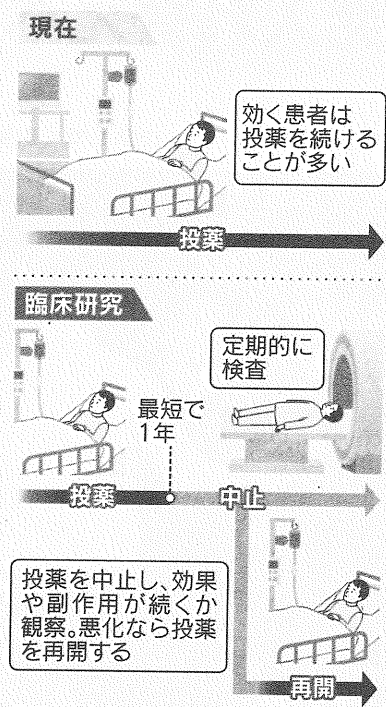 現在
効く患者は
投薬を続ける
ことが多い
投薬
臨床研究
定期的に
検査
最短で
1年
投薬
中止
投薬を中止し、効果
や副作用が続くか
観察。悪化なら投薬
を再開する
再開